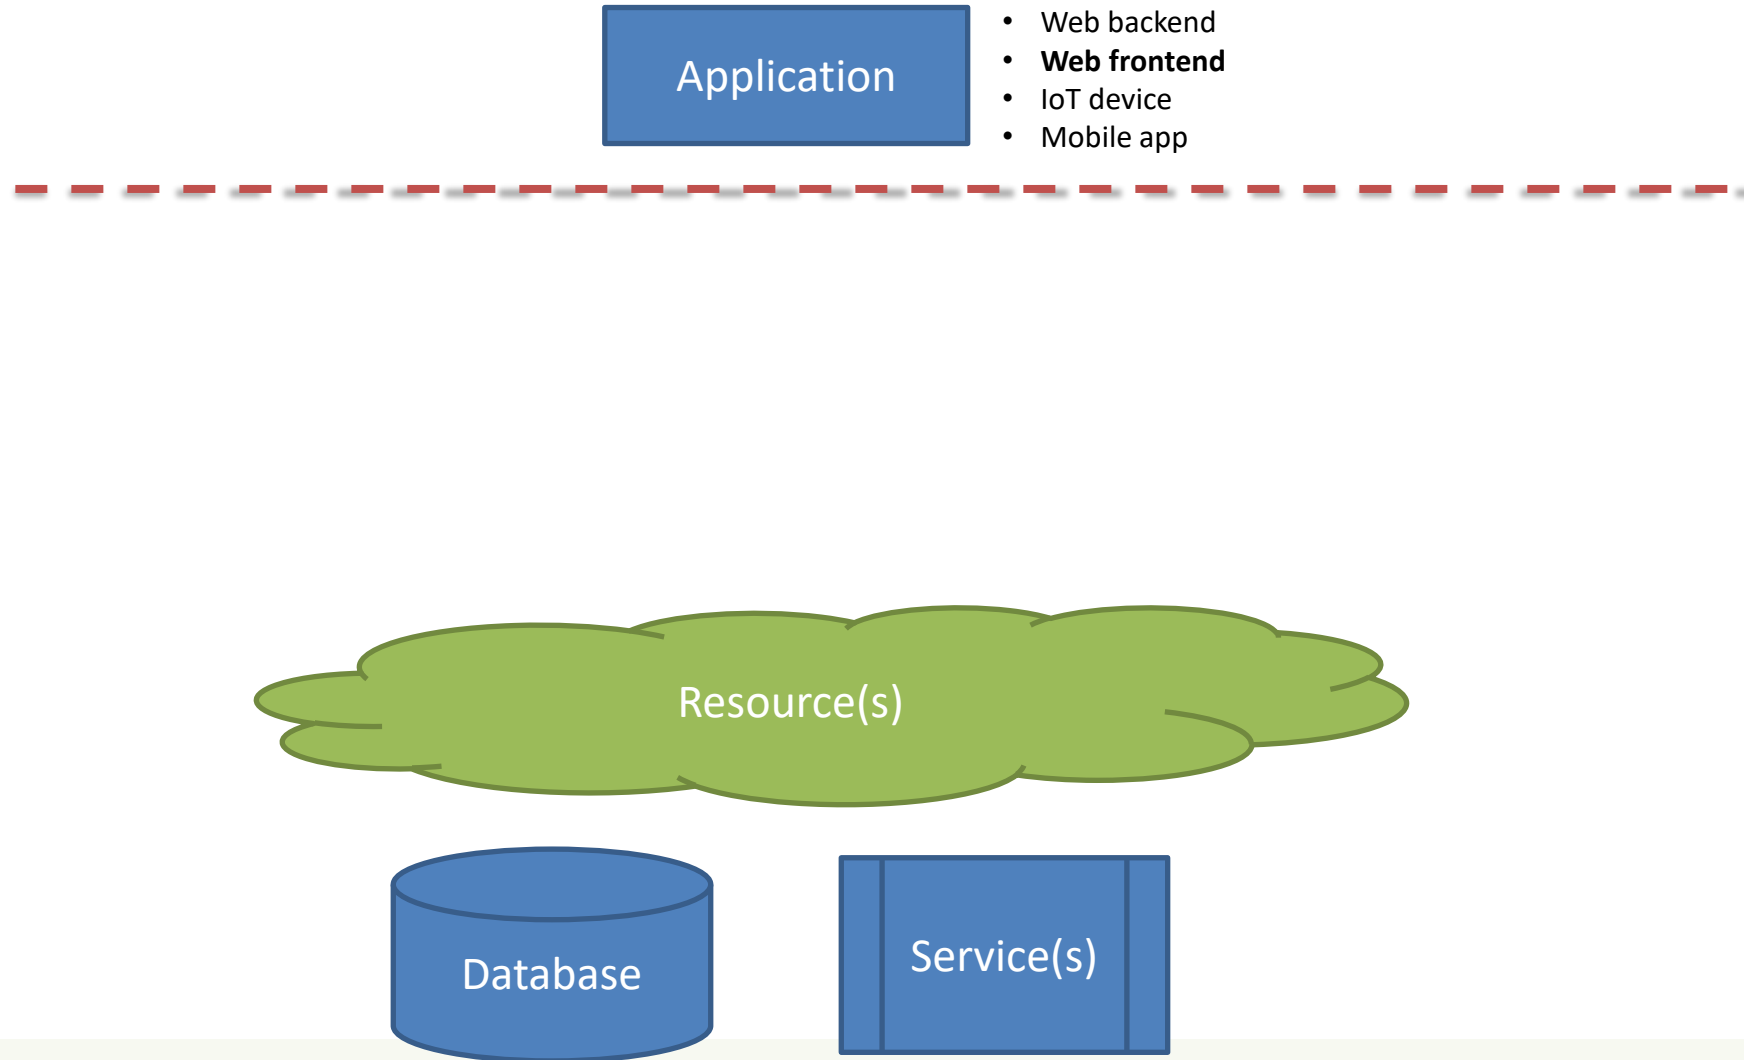 Application
• Web backend
• Web frontend
• IoT device
• Mobile app
Resource(s)
Database
Service(s)